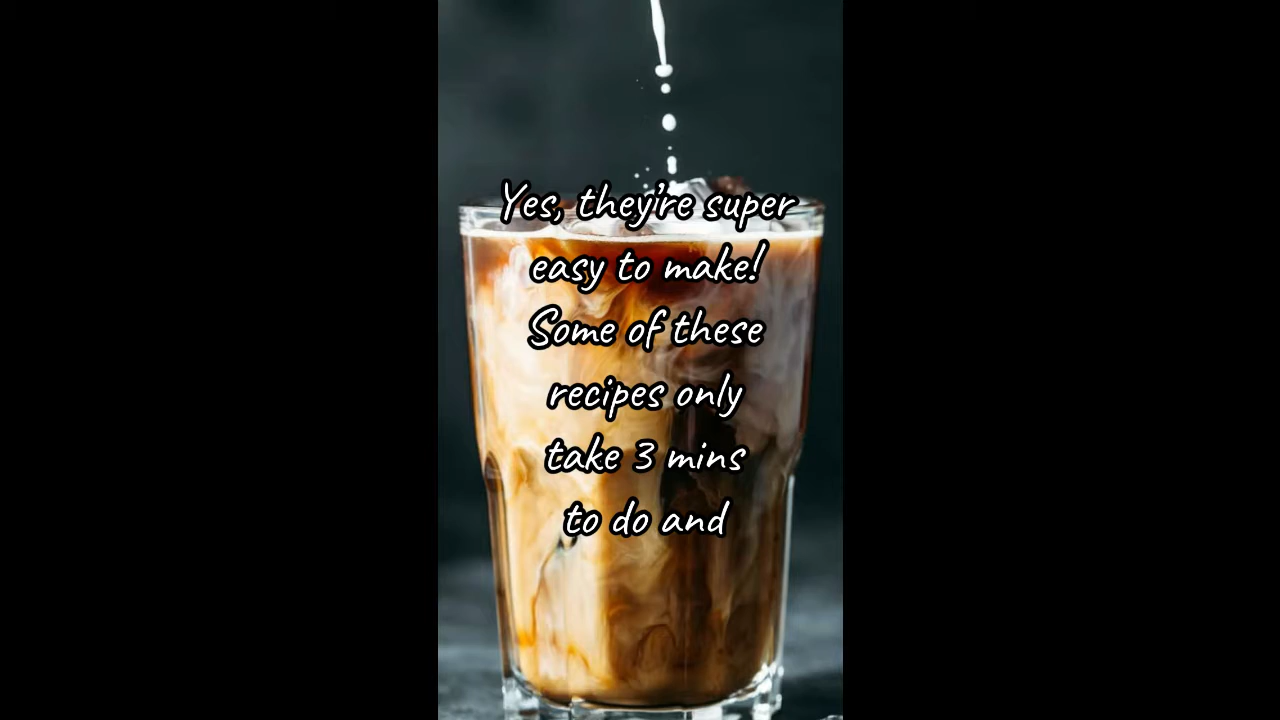 Yes, they're super
easy to make!
Some of these
recipes only
take 3 mins
to do and